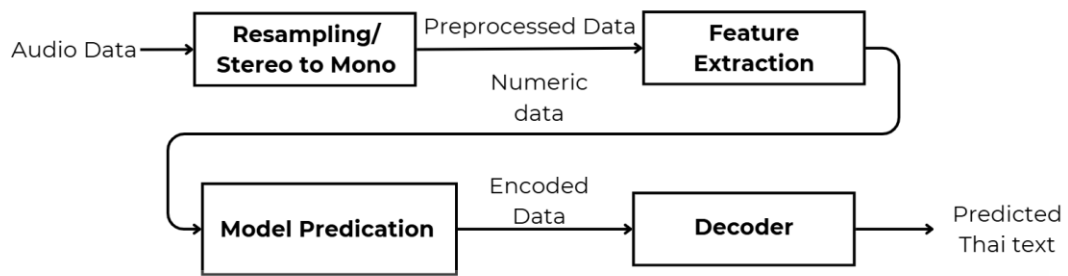 Audio Data
Resampling/
Stereo to Mono
Preprocessed Data
Feature
Extraction
Numeric
data
Model Predication
Encoded
Data
Decoder
Predicted
Thai text